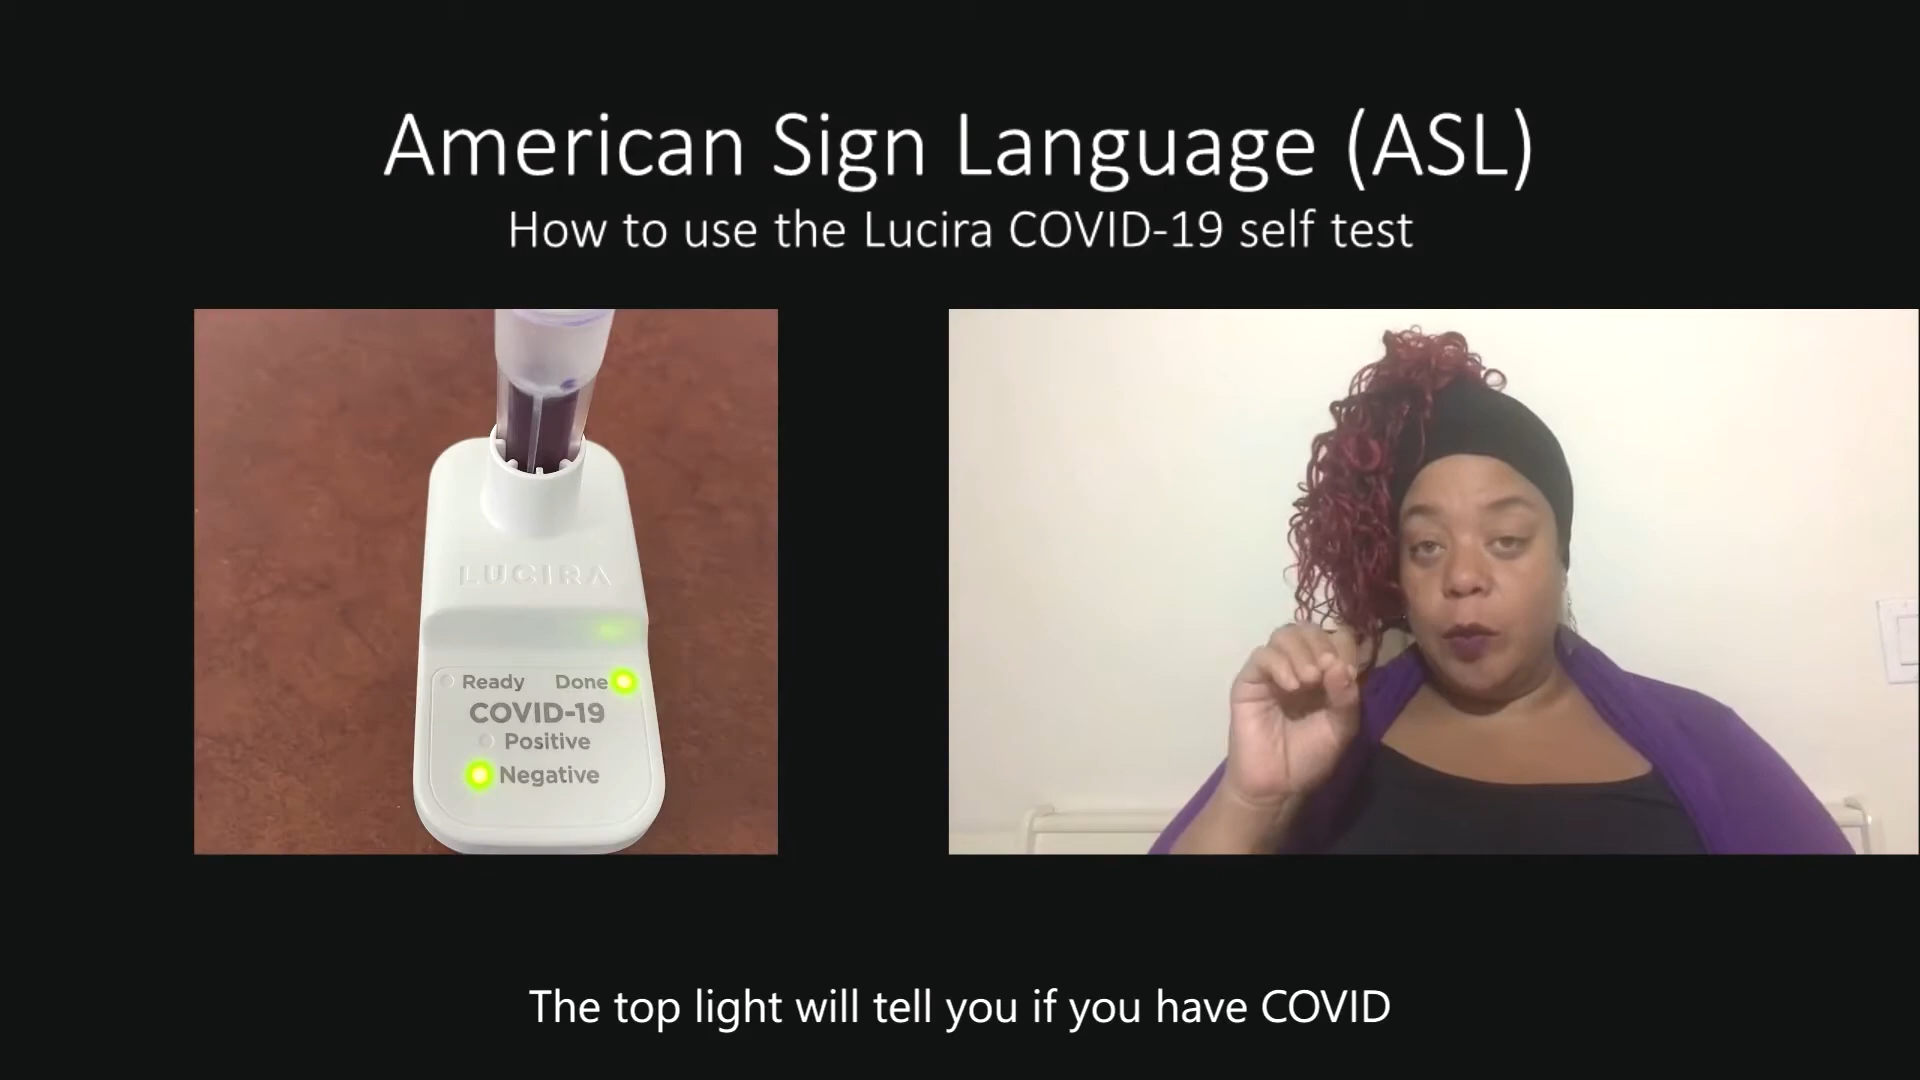 American Sign Language (ASL)
How to use the Lucira COVID-19 self test
LUCIRA
Ready Done
COVID-19
Positive
Negative
The top light will tell you if you have COVID